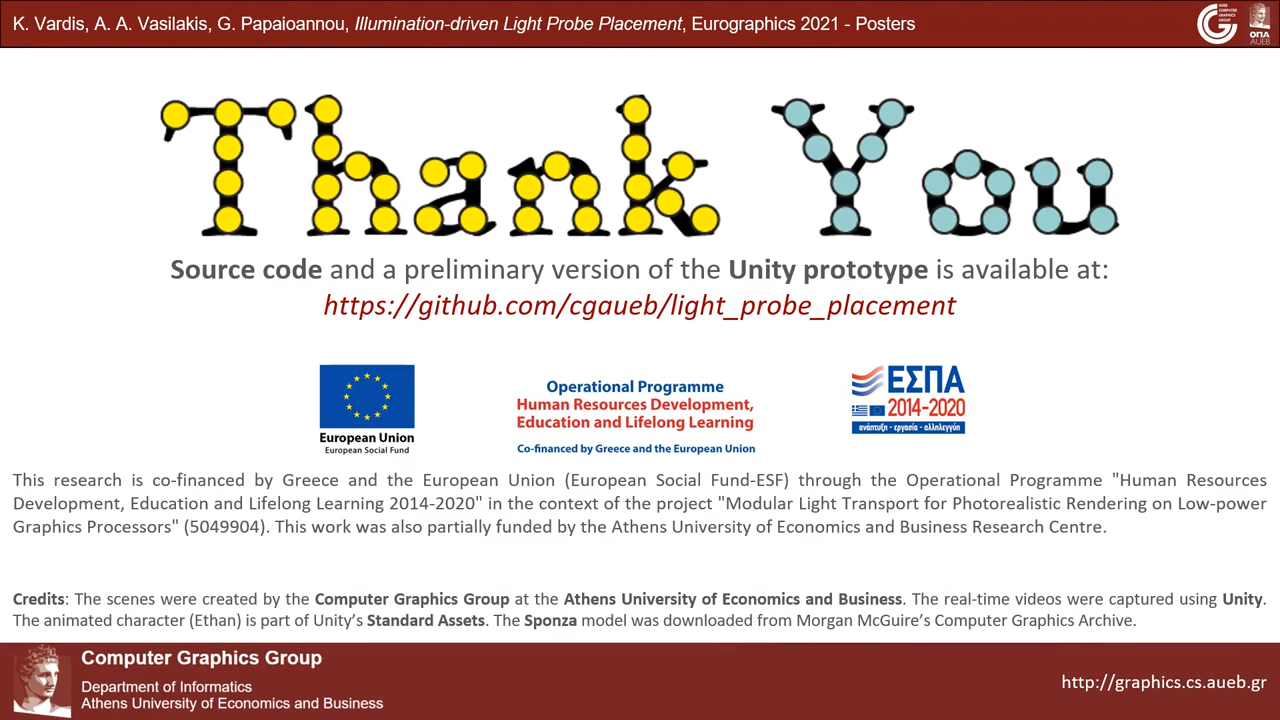 K. Vardis, A. A. Vasilakis, G. Papaioannou, Illumination-driven Light Probe Placement, Eurographics 2021 - Posters
AUEB COMPUTER GRAPHICS GROUP
ΟΠΑ
AUEB
Thank You
Source code and a preliminary version of the Unity prototype is available at:
https://github.com/cgaueb/light_probe_placement
European Union
European Social Fund
Operational Programme
Human Resources Development,
Education and Lifelong Learning
Co-financed by Greece and the European Union
ΕΣΠΑ
2014-2020
ανάπτυξη - εργασία - αλληλεγγύη
This research is co-financed by Greece and the European Union (European Social Fund-ESF) through the Operational Programme "Human Resources
Development, Education and Lifelong Learning 2014-2020" in the context of the project "Modular Light Transport for Photorealistic Rendering on Low-power
Graphics Processors" (5049904). This work was also partially funded by the Athens University of Economics and Business Research Centre.
Credits: The scenes were created by the Computer Graphics Group at the Athens University of Economics and Business. The real-time videos were captured using Unity.
The animated character (Ethan) is part of Unity’s Standard Assets. The Sponza model was downloaded from Morgan McGuire’s Computer Graphics Archive.
Computer Graphics Group
Department of Informatics
Athens University of Economics and Business
http://graphics.cs.aueb.gr